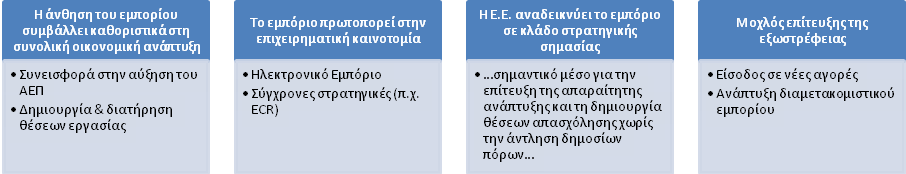 Η άνθηση του εμπορίου
συμβάλλει καθοριστικά στη
συνολική οικονομική ανάπτυξη
• Συνεισφορά στην αύξηση του
ΑΕΠ
• Δημιουργία & διατήρηση
θέσεων εργασίας
Το εμπόριο πρωτοπορεί στην
επιχειρηματική καινοτομία
• Ηλεκτρονικό Εμπόριο
• Σύγχρονες στρατηγικές (π.χ.
ECR)
Η Ε.Ε. αναδεικνύει το εμπόριο
σε κλάδο στρατηγικής
σημασίας
• ...σημαντικό μέσο για την
επίτευξη της απαραίτητης
ανάπτυξης και τη δημιουργία
θέσεων απασχόλησης χωρίς
την άντληση δημοσίων
πόρων...
Μοχλός επίτευξης της
εξωστρέφειας
• Είσοδος σε νέες αγορές
• Ανάπτυξη διαμετακομιστικού
εμπορίου